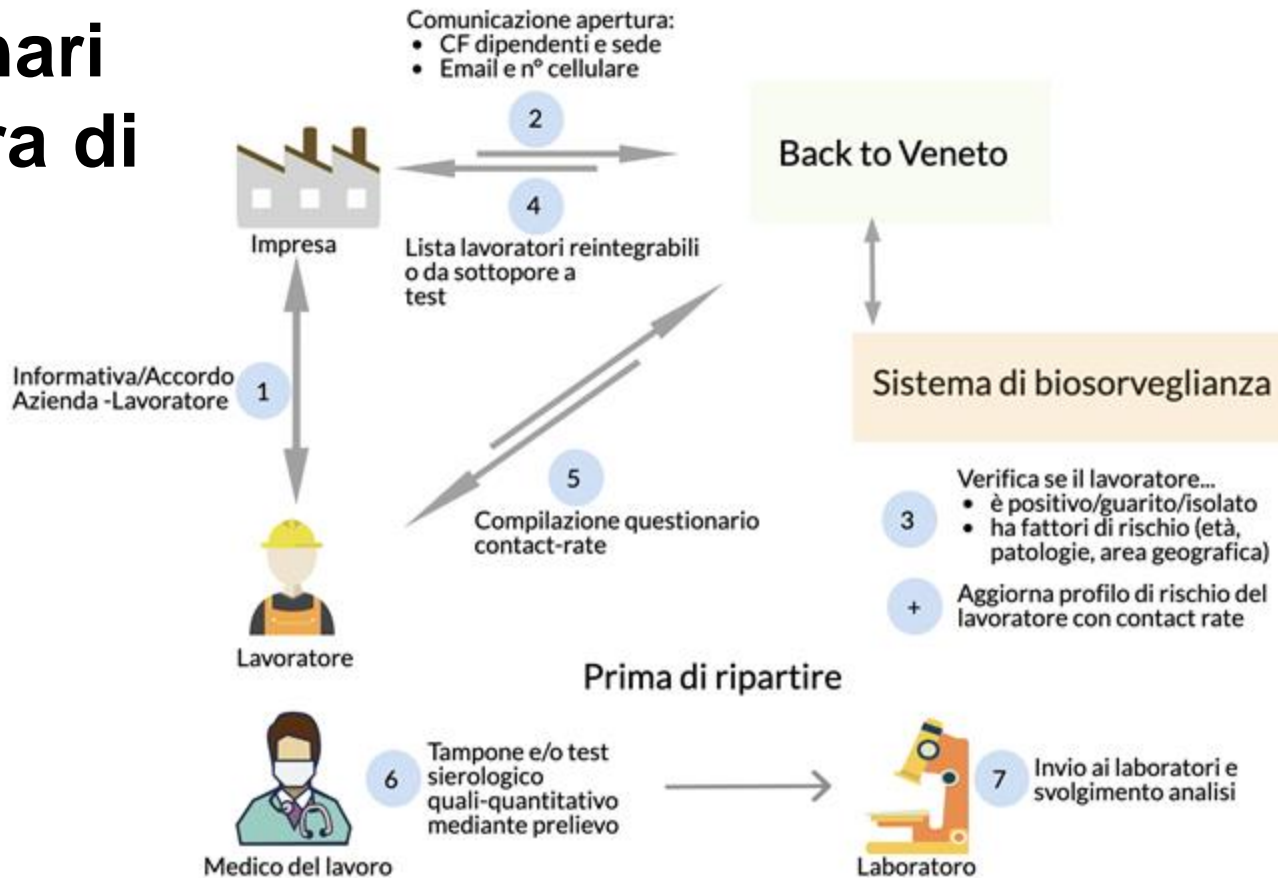 nari
ra di
Comunicazione apertura:
• CF dipendenti e sede
• Email e n° cellulare
2
Back to Veneto
4
Impresa
Lista lavoratori reintegrabili
o da sottopore a
test
Informativa/Accordo
Azienda -Lavoratore
1
Sistema di biosorveglianza
5
Compilazione questionario
contact-rate
3
Verifica se il lavoratore...
• è positivo/guarito/isolato
• ha fattori di rischio (età,
patologie, area geografica)
+
Aggiorna profilo di rischio del
lavoratore con contact rate
Lavoratore
Prima di ripartire
6
Tampone e/o test
sierologico
quali-quantitativo
mediante prelievo
7
Invio ai laboratori e
svolgimento analisi
Medico del lavoro
Laboratoro